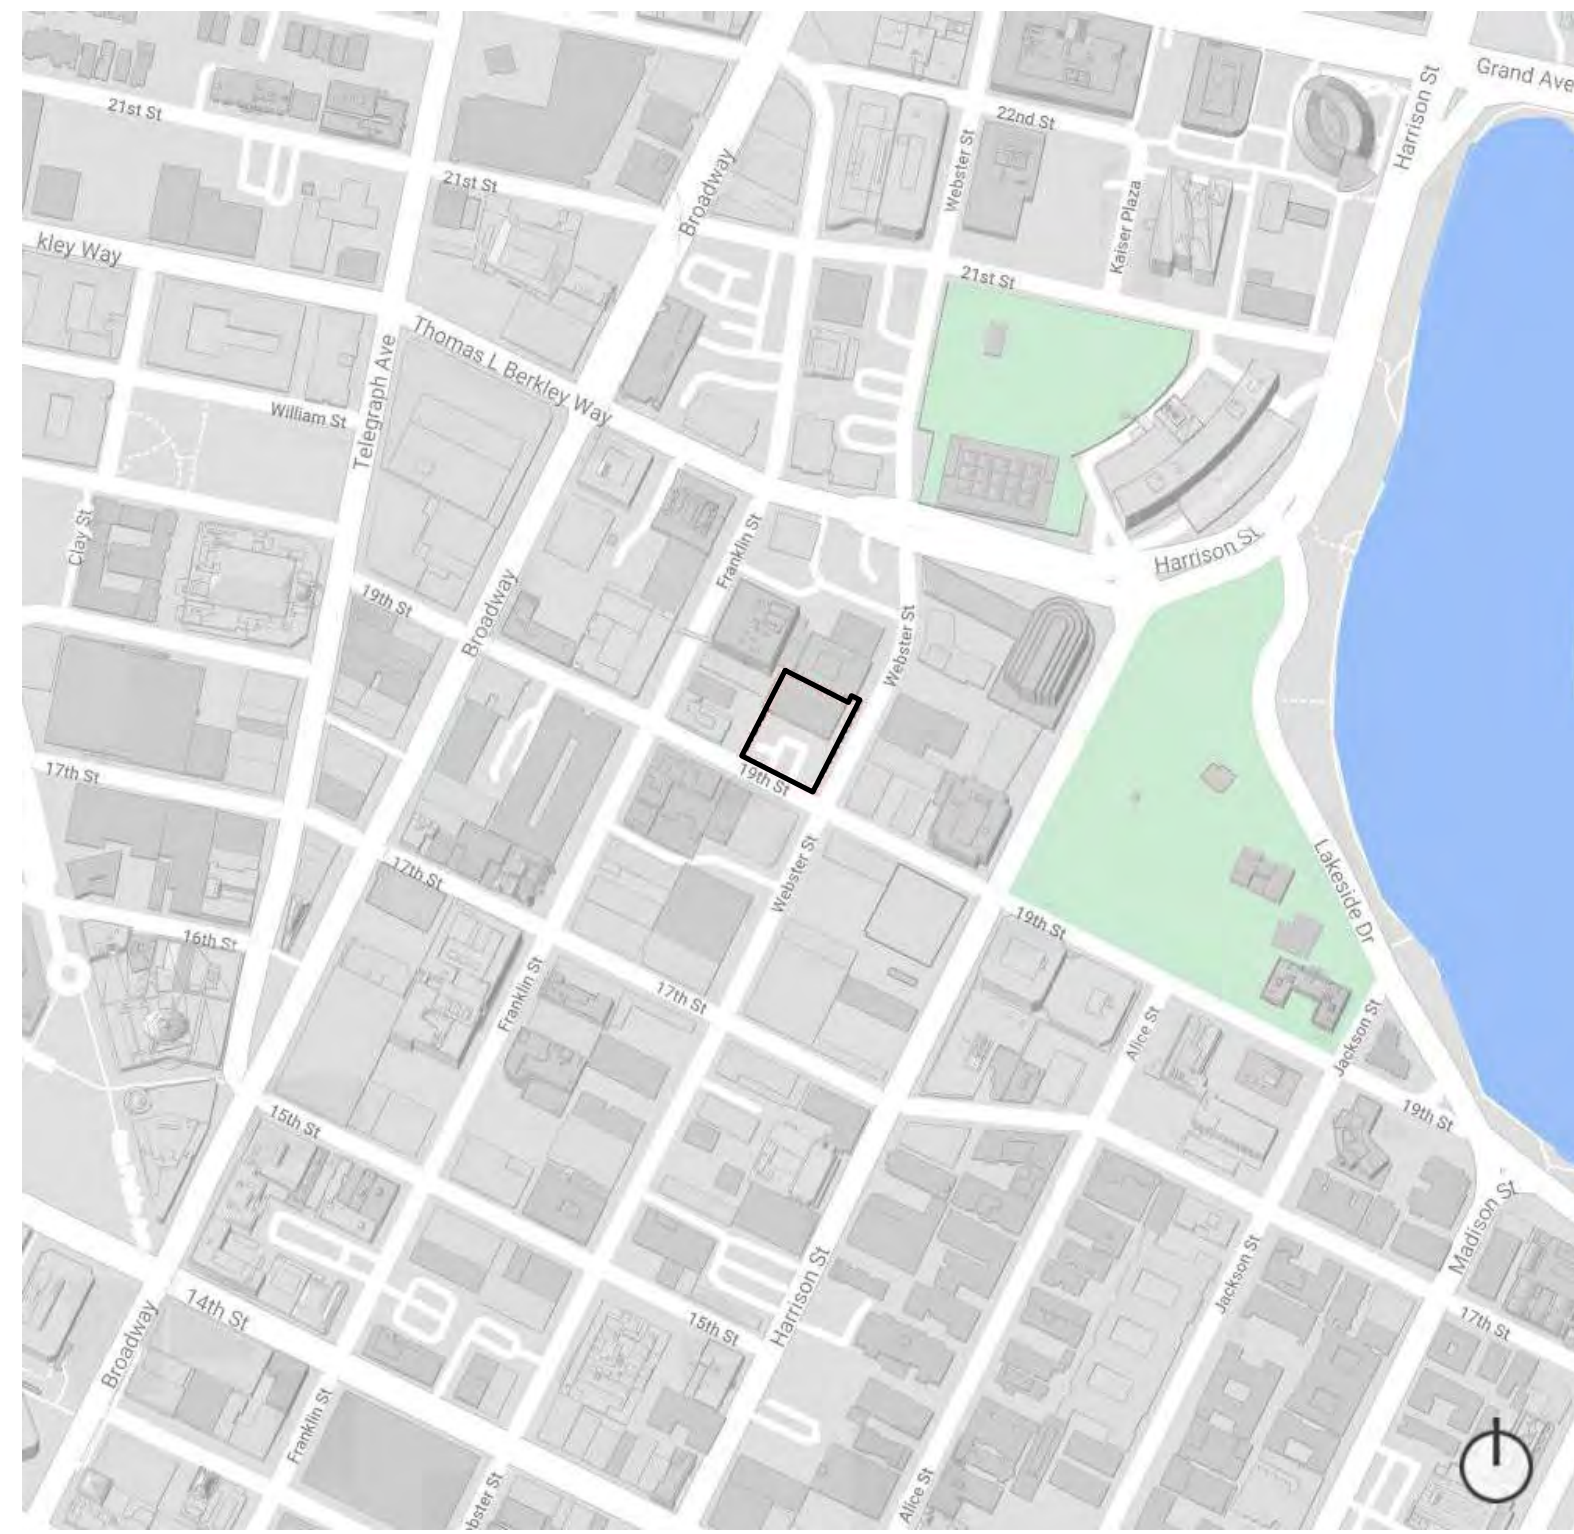 Grand Ave
Harrison St
21st St
22nd St
Broadway
Webster St
21st St
Kaiser Plaza
kley Way
21st St
Thomas L Berkley Way
Telegraph Ave
William St
Clay St
Franklin St
Harrison St
19th St
Broadway
Webster St
17th St
19th St
Webster St
Lakeside Dr
17th St
19th St
16th St
Franklin St
17th St
Alice St
Jackson St
15th St
19th St
Madison St
Jackson St
Harrison St
14th St
15th St
17th St
Broadway
Franklin St
bster St
Alice St